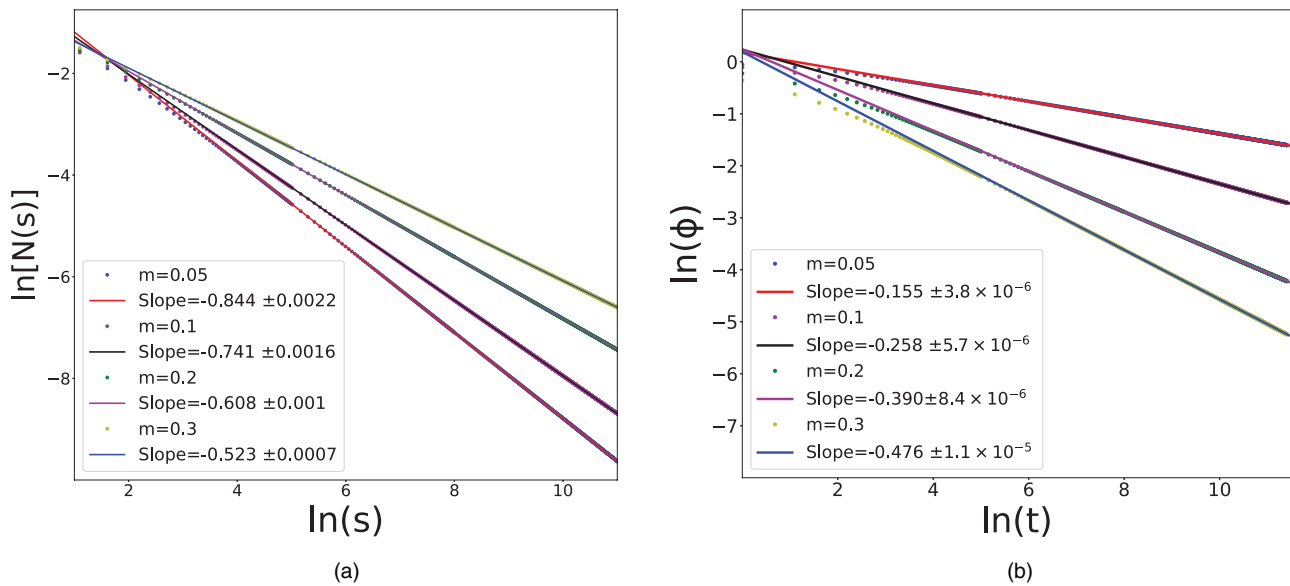 −2
−4
−6
−8
ln[N(s)]
m=0.05
Slope=-0.844 ±0.0022
m=0.1
Slope=-0.741 ±0.0016
m=0.2
Slope=-0.608 ±0.001
m=0.3
Slope=-0.523 ±0.0007
2 4 6 8 10
ln(s)
(a)
0
−1
−2
−3
−4
−5
−6
−7
ln(ϕ)
m=0.05
Slope=-0.155 ±3.8 × 10⁻⁶
m=0.1
Slope=-0.258 ±5.7 × 10⁻⁶
m=0.2
Slope=-0.390±8.4 × 10⁻⁶
m=0.3
Slope=-0.476 ±1.1 × 10⁻⁵
2 4 6 8 10
ln(t)
(b)